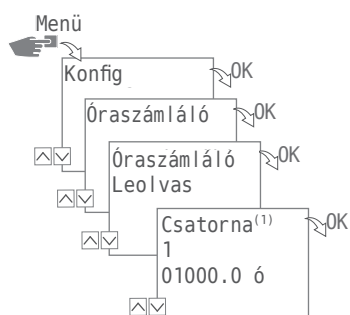 Menü
Konfig
OK
Óraszámláló
OK
Óraszámláló
Leolvas
OK
Csatorna(1)
1
01000.0 ó
OK